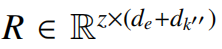 R ∈ ℝ^{z×(d_e+d_{k''})}